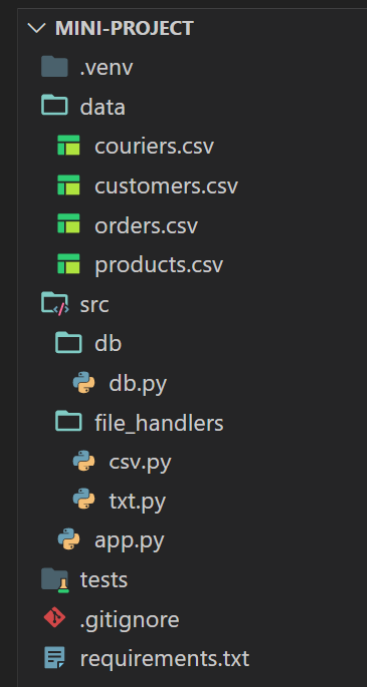 MINI-PROJECT
.venv
data
couriers.csv
customers.csv
orders.csv
products.csv
src
db
db.py
file_handlers
csv.py
txt.py
app.py
tests
.gitignore
requirements.txt